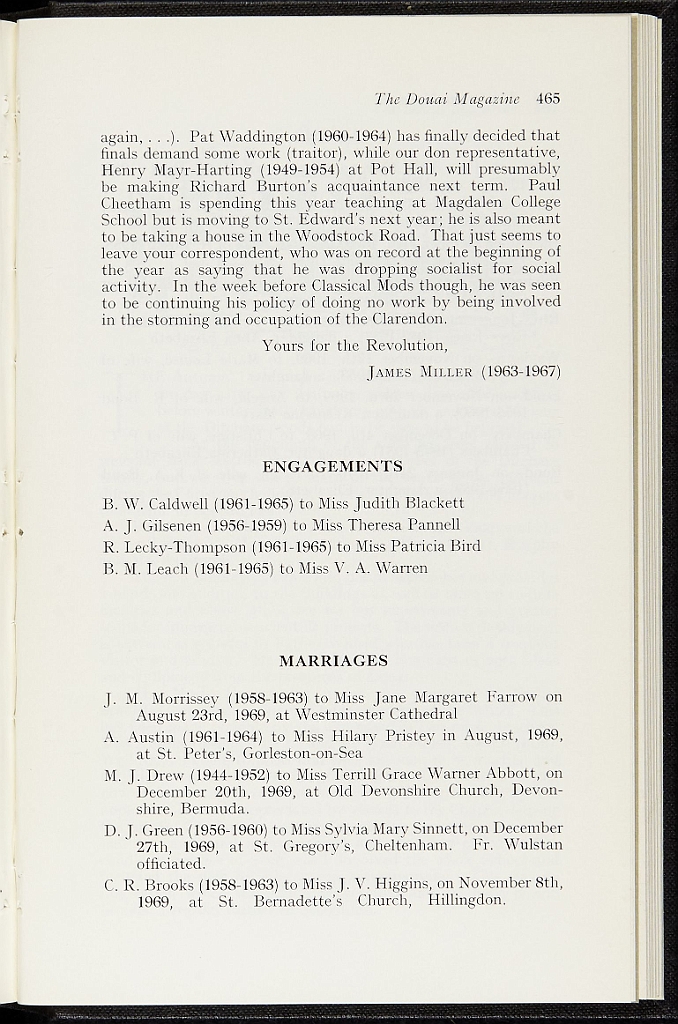 The Douai Magazine 465
again, . . .). Pat Waddington (1960-1964) has finally decided that
finals demand some work (traitor), while our don representative,
Henry Mayr-Harting (1949-1954) at Pot Hall, will presumably
be making Richard Burton's acquaintance next term. Paul
Cheetham is spending this year teaching at Magdalen College
School but is moving to St. Edward's next year; he is also meant
to be taking a house in the Woodstock Road. That just seems to
leave your correspondent, who was on record at the beginning of
the year as saying that he was dropping socialist for social
activity. In the week before Classical Mods though, he was seen
to be continuing his policy of doing no work by being involved
in the storming and occupation of the Clarendon.
Yours for the Revolution,
JAMES MILLER (1963-1967)
ENGAGEMENTS
B. W. Caldwell (1961-1965) to Miss Judith Blackett
A. J. Gilsenen (1956-1959) to Miss Theresa Pannell
R. Lecky-Thompson (1961-1965) to Miss Patricia Bird
B. M. Leach (1961-1965) to Miss V. A. Warren
MARRIAGES
J. M. Morrissey (1958-1963) to Miss Jane Margaret Farrow on
August 23rd, 1969, at Westminster Cathedral
A. Austin (1961-1964) to Miss Hilary Pristey in August, 1969,
at St. Peter's, Gorleston-on-Sea
M. J. Drew (1944-1952) to Miss Terrill Grace Warner Abbott, on
December 20th, 1969, at Old Devonshire Church, Devon-
shire, Bermuda.
D. J. Green (1956-1960) to Miss Sylvia Mary Sinnett, on December
27th, 1969, at St. Gregory's, Cheltenham. Fr. Wulstan
officiated.
C. R. Brooks (1958-1963) to Miss J. V. Higgins, on November 8th,
1969, at St. Bernadette's Church, Hillingdon.